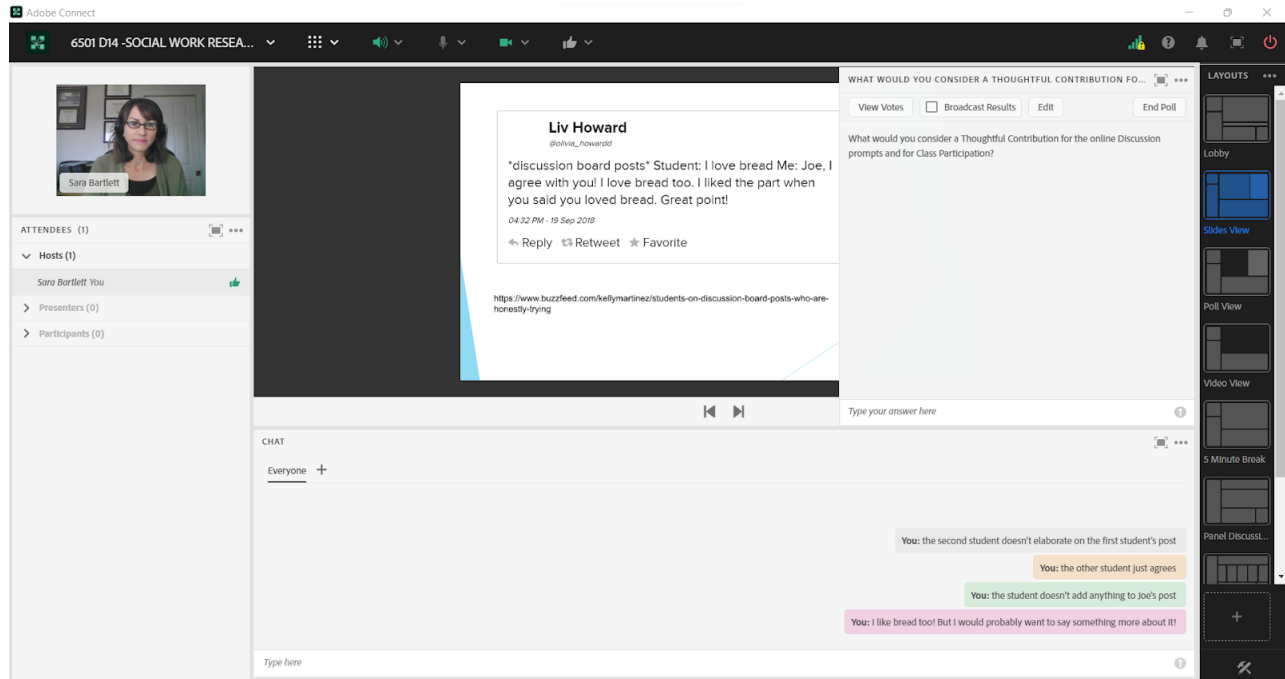 Adobe Connect
6501 D14 -SOCIAL WORK RESEA...
Sara Bartlett
ATTENDEES (1)
Hosts (1)
Sara Bartlett You
Presenters (0)
Participants (0)
Liv Howard
@olivia_howardd
*discussion board posts* Student: I love bread Me: Joe, I
agree with you! I love bread too. I liked the part when
you said you loved bread. Great point!
04:32 PM - 19 Sep 2018
Reply Retweet Favorite
https://www.buzzfeed.com/kellymartinez/students-on-discussion-board-posts-who-are-
honestly-trying
WHAT WOULD YOU CONSIDER A THOUGHTFUL CONTRIBUTION FO...
View Votes Broadcast Results Edit End Poll
What would you consider a Thoughtful Contribution for the online Discussion
prompts and for Class Participation?
Type your answer here
CHAT
Everyone
You: the second student doesn't elaborate on the first student's post
You: the other student just agrees
You: the student doesn't add anything to Joe's post
You: I like bread too! But I would probably want to say something more about it!
Type here
LAYOUTS
Lobby
Slides View
Poll View
Video View
5 Minute Break
Panel Discussi...